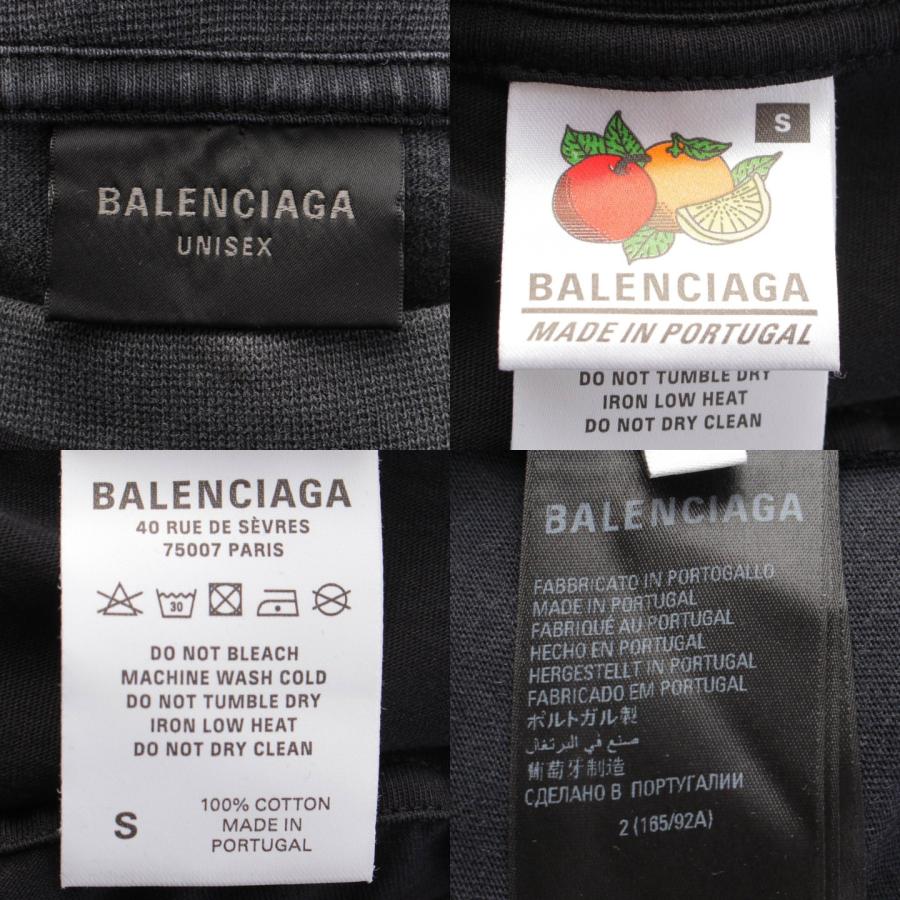 BALENCIAGA
UNISEX
S
BALENCIAGA
MADE IN PORTUGAL
DO NOT TUMBLE DRY
IRON LOW HEAT
DO NOT DRY CLEAN
BALENCIAGA
40 RUE DE SÈVRES
75007 PARIS
30
DO NOT BLEACH
MACHINE WASH COLD
DO NOT TUMBLE DRY
IRON LOW HEAT
DO NOT DRY CLEAN
S
100% COTTON
MADE IN
PORTUGAL
BALENCIAGA
FABBRICATO IN PORTOGALLO
MADE IN PORTUGAL
FABRIQUÉ AU PORTUGAL
HECHO EN PORTUGAL
HERGESTELLT IN PORTUGAL
FABRICADO EM PORTUGAL
ポルトガル製
صنع في البرتغال
葡萄牙制造
СДЕЛАНО В ПОРТУГАЛИИ
2 (165/92A)